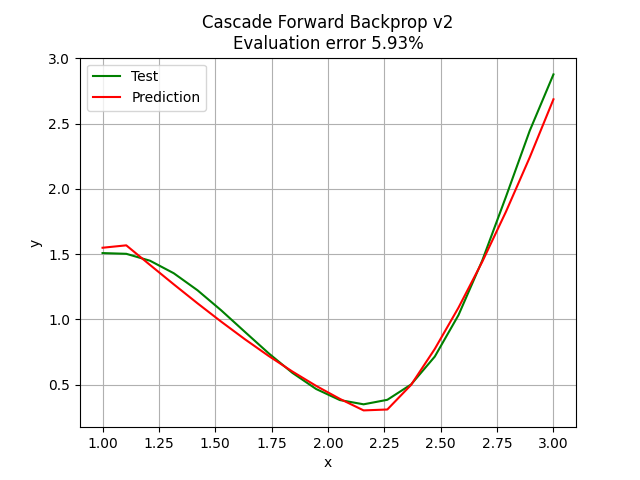 Cascade Forward Backprop v2
Evaluation error 5.93%
Test
Prediction
3.0
2.5
2.0
1.5
1.0
0.5
y
1.00 1.25 1.50 1.75 2.00 2.25 2.50 2.75 3.00
x